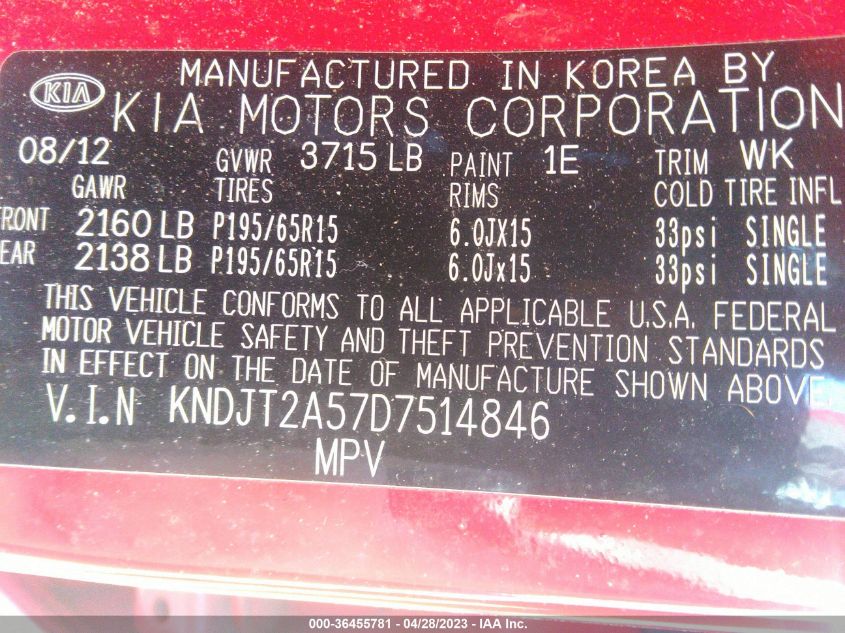 KIA
MANUFACTURED IN KOREA BY
KIA MOTORS CORPORATION
08/12 GVWR 3715 LB PAINT 1E TRIM WK
GAWR TIRES RIMS COLD TIRE INFL
RONT 2160 LB P195/65R15 6.0JX15 33psi SINGLE
EAR 2138 LB P195/65R15 6.0Jx15 33psi SINGLE
THIS VEHICLE CONFORMS TO ALL APPLICABLE U.S.A. FEDERAL
MOTOR VEHICLE SAFETY AND THEFT PREVENTION STANDARDS
IN EFFECT ON THE DATE OF MANUFACTURE SHOWN ABOVE.
V.I.N KNDJT2A57D7514846
MPV
000-36455781 - 04/28/2023 - IAA Inc.